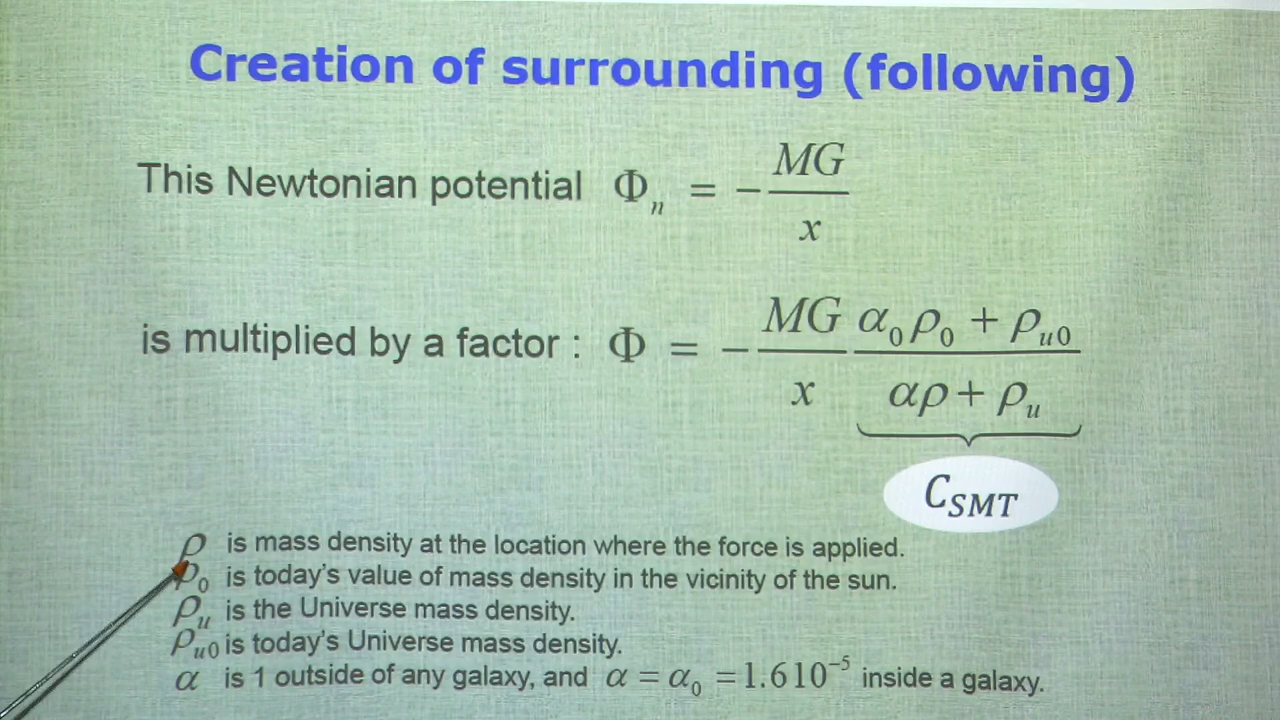 Creation of surrounding (following)
This Newtonian potential Φ_n = − MG / x
is multiplied by a factor : Φ = − MG / x α_0 ρ_0 + ρ_u0 / αρ + ρ_u
C_SMT
ρ is mass density at the location where the force is applied.
ρ_0 is today's value of mass density in the vicinity of the sun.
ρ_u is the Universe mass density.
ρ_u0 is today's Universe mass density.
α is 1 outside of any galaxy, and α = α_0 = 1.6 10^−5 inside a galaxy.